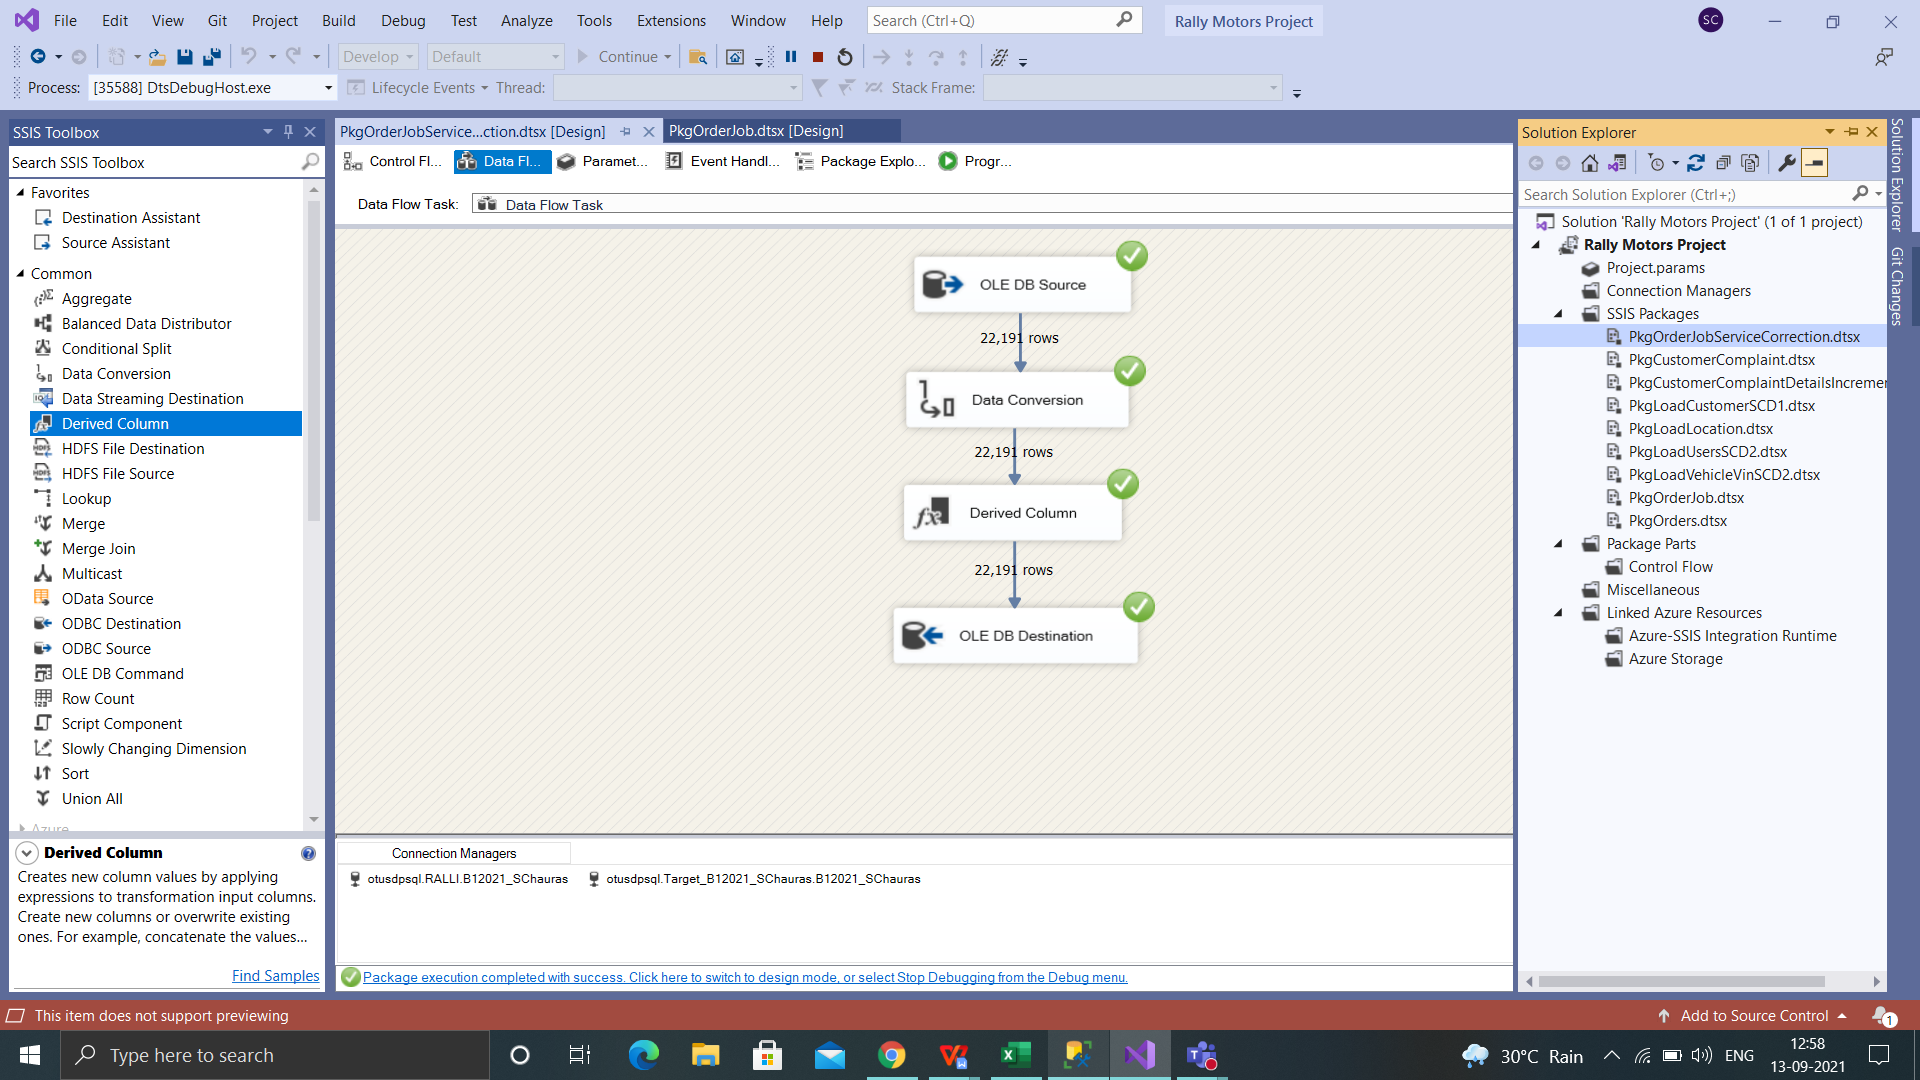 File Edit View Git Project Build Debug Test Analyze Tools Extensions Window Help Search (Ctrl+Q) Rally Motors Project SC
Develop Default Continue
Process: [35588] DtsDebugHost.exe Lifecycle Events Thread: Stack Frame:
SSIS Toolbox
Search SSIS Toolbox
Favorites
Destination Assistant
Source Assistant
Common
Aggregate
Balanced Data Distributor
Conditional Split
Data Conversion
Data Streaming Destination
Derived Column
HDFS File Destination
HDFS File Source
Lookup
Merge
Merge Join
Multicast
OData Source
ODBC Destination
ODBC Source
OLE DB Command
Row Count
Script Component
Slowly Changing Dimension
Sort
Union All
Azure
Derived Column
Creates new column values by applying
expressions to transformation input columns.
Create new columns or overwrite existing
ones. For example, concatenate the values...
Find Samples
PkgOrderJobService...ction.dtsx [Design] PkgOrderJob.dtsx [Design]
Control Fl... Data Fl... Paramet... Event Handl... Package Explo... Progr...
Data Flow Task: Data Flow Task
OLE DB Source
22,191 rows
Data Conversion
22,191 rows
Derived Column
22,191 rows
OLE DB Destination
Connection Managers
otusdpsql.RALLI.B12021_SChauras otusdpsql.Target_B12021_SChauras.B12021_SChauras
Package execution completed with success. Click here to switch to design mode, or select Stop Debugging from the Debug menu.
Solution Explorer
Search Solution Explorer (Ctrl+;)
Solution 'Rally Motors Project' (1 of 1 project)
Rally Motors Project
Project.params
Connection Managers
SSIS Packages
PkgOrderJobServiceCorrection.dtsx
PkgCustomerComplaint.dtsx
PkgCustomerComplaintDetailsIncremen
PkgLoadCustomerSCD1.dtsx
PkgLoadLocation.dtsx
PkgLoadUsersSCD2.dtsx
PkgLoadVehicleVinSCD2.dtsx
PkgOrderJob.dtsx
PkgOrders.dtsx
Package Parts
Control Flow
Miscellaneous
Linked Azure Resources
Azure-SSIS Integration Runtime
Azure Storage
Solution Explorer
Git Changes
This item does not support previewing Add to Source Control 1
Type here to search 30°C Rain ENG 12:58
13-09-2021